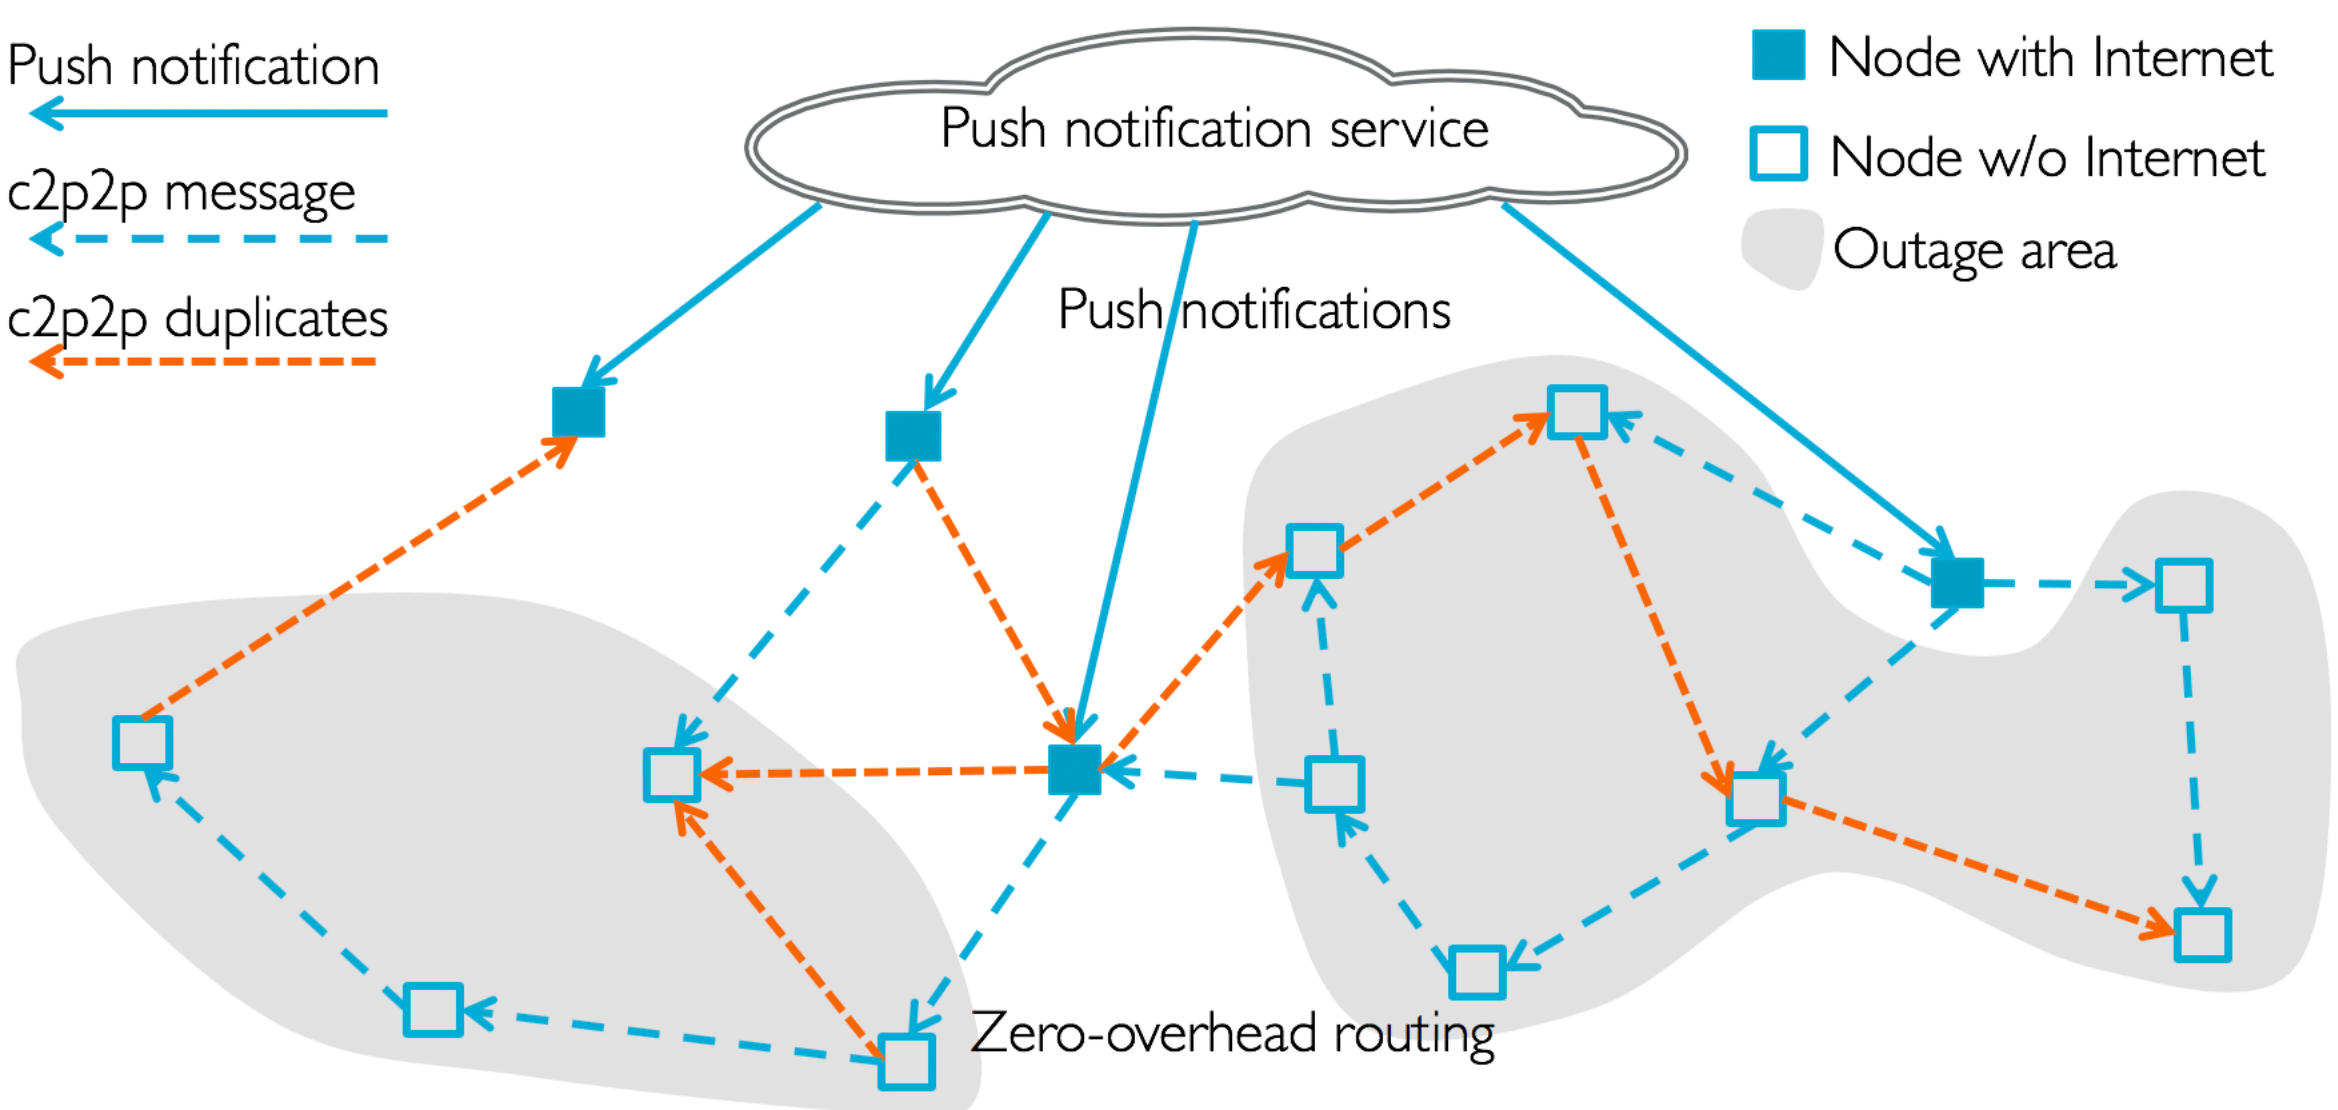 Push notification
c2p2p message
c2p2p duplicates
Push notification service
Node with Internet
Node w/o Internet
Outage area
Push notifications
Zero-overhead routing